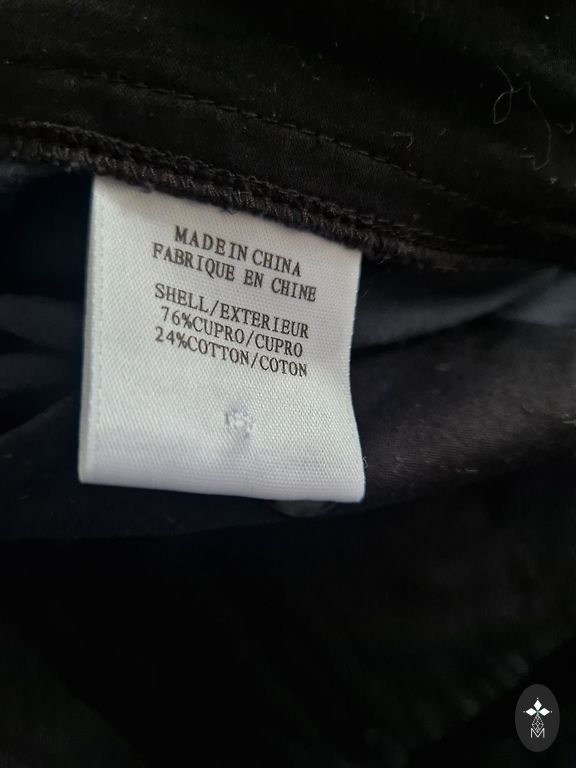 MADE IN CHINA
FABRIQUE EN CHINE
SHELL/EXTERIEUR
76%CUPRO/CUPRO
24%COTTON/COTON
M